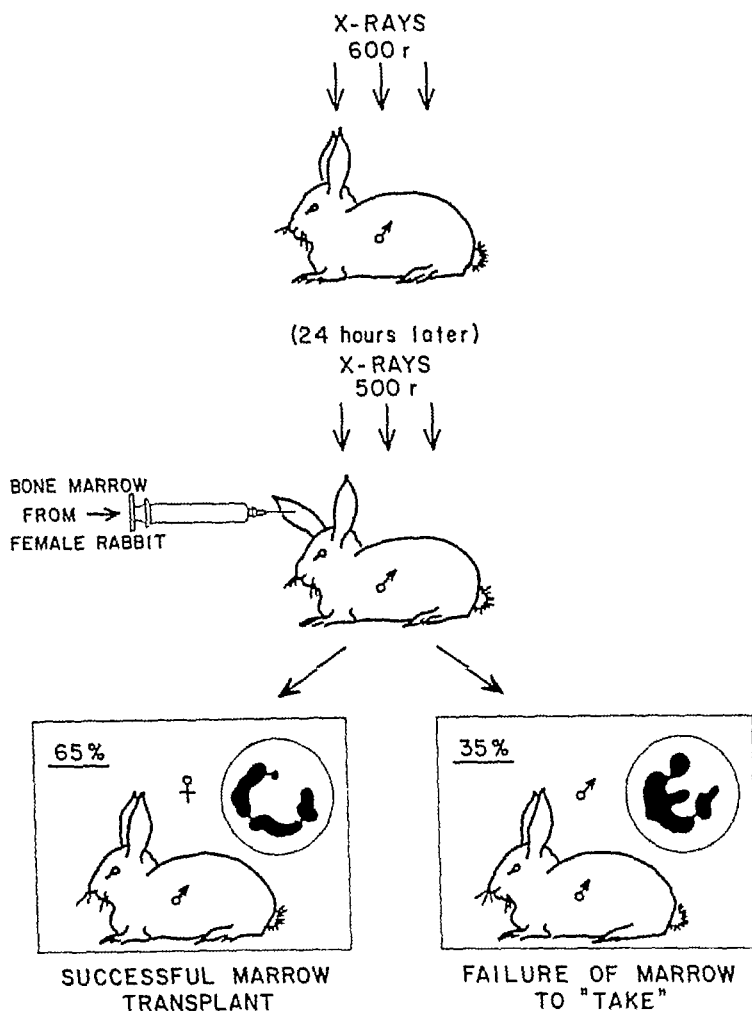 X-RAYS
600 r
♂
(24 hours later)
X-RAYS
500 r
BONE MARROW
FROM →
FEMALE RABBIT
♂
65%
♀
♂
35%
♂
♂
SUCCESSFUL MARROW
TRANSPLANT
FAILURE OF MARROW
TO "TAKE"